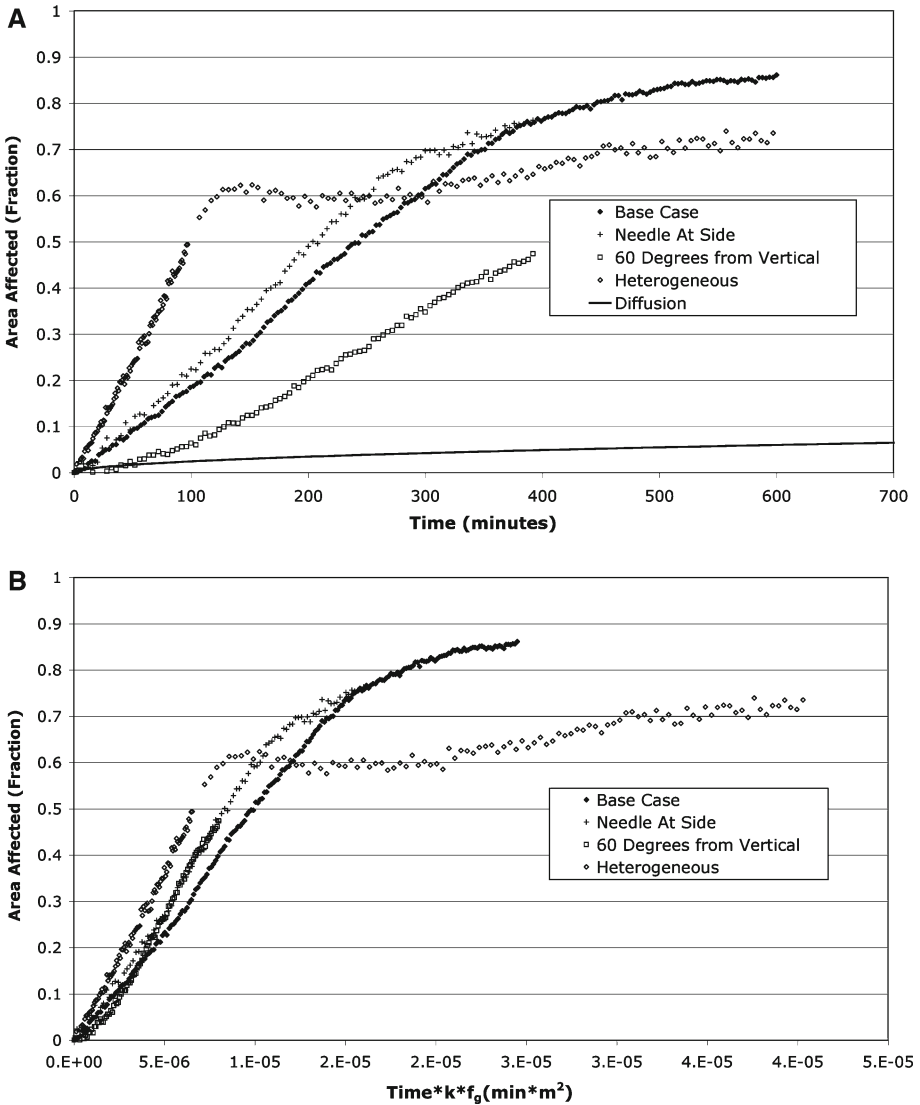 A
1
0.9
0.8
0.7
0.6
0.5
0.4
0.3
0.2
0.1
0
Area Affected (Fraction)
Base Case
Needle At Side
60 Degrees from Vertical
Heterogeneous
Diffusion
0 100 200 300 400 500 600 700
Time (minutes)
B
1
0.9
0.8
0.7
0.6
0.5
0.4
0.3
0.2
0.1
0
Area Affected (Fraction)
Base Case
Needle At Side
60 Degrees from Vertical
Heterogeneous
0.E+00 5.E-06 1.E-05 2.E-05 2.E-05 3.E-05 3.E-05 4.E-05 4.E-05 5.E-05
Time*k*fg(min*m²)